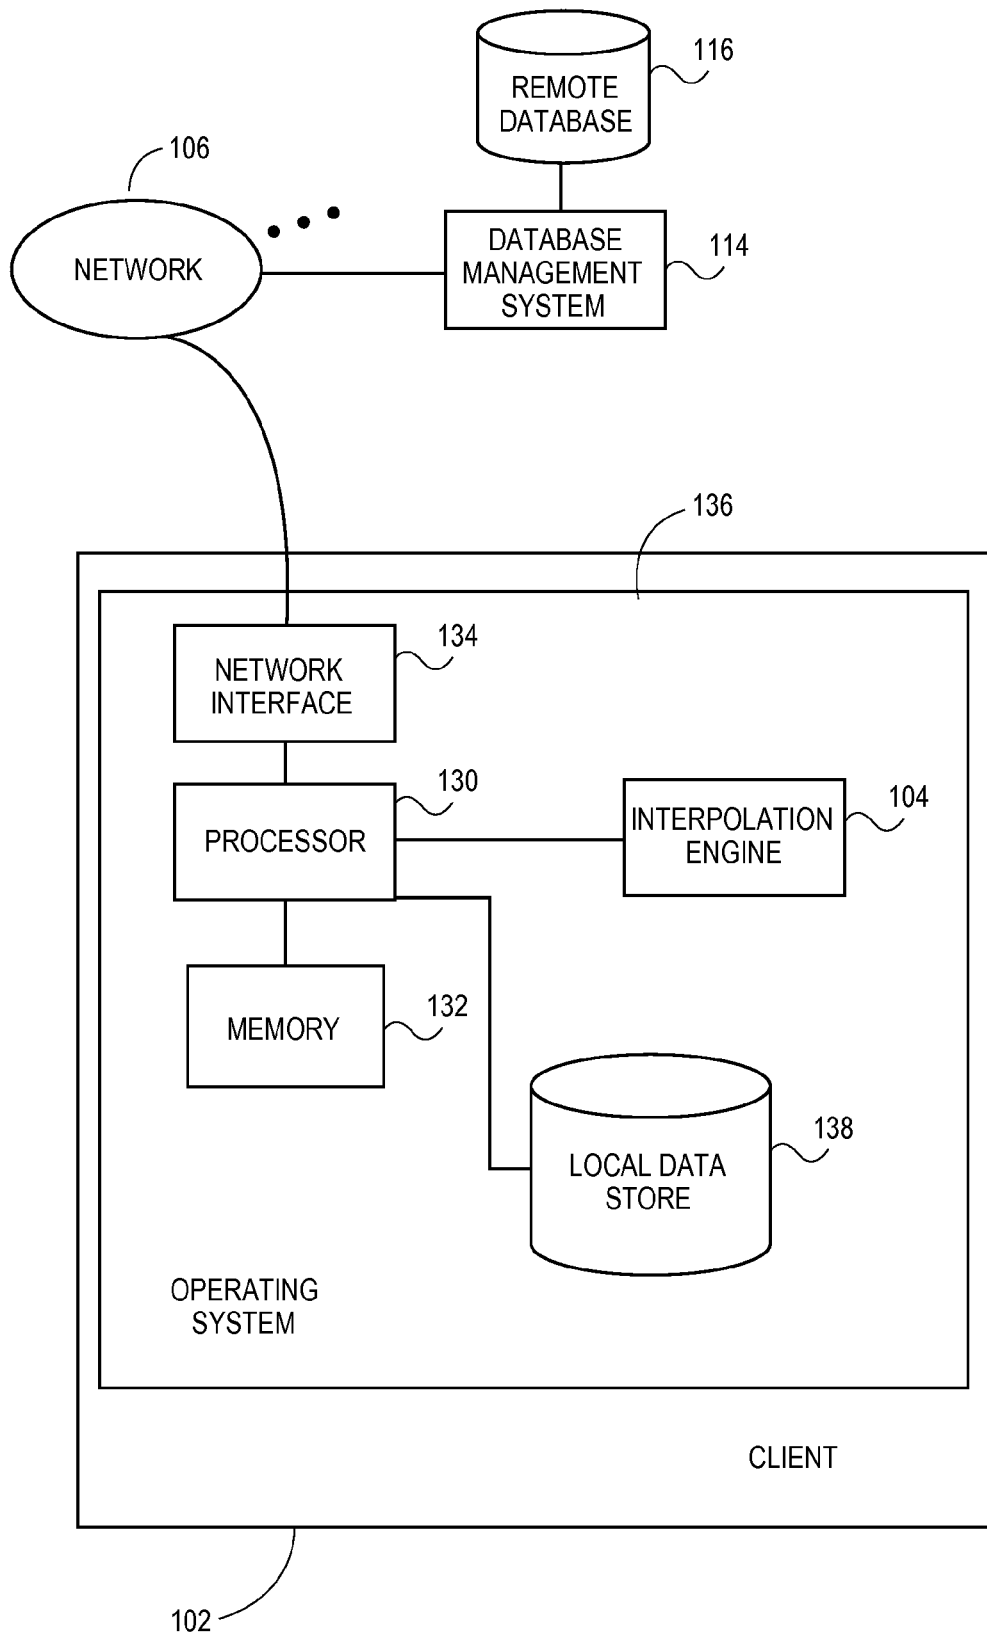 116
REMOTE
DATABASE
106
NETWORK
DATABASE
MANAGEMENT
SYSTEM
114
136
134
NETWORK
INTERFACE
130
PROCESSOR
INTERPOLATION
ENGINE
104
MEMORY
132
138
LOCAL DATA
STORE
OPERATING
SYSTEM
CLIENT
102